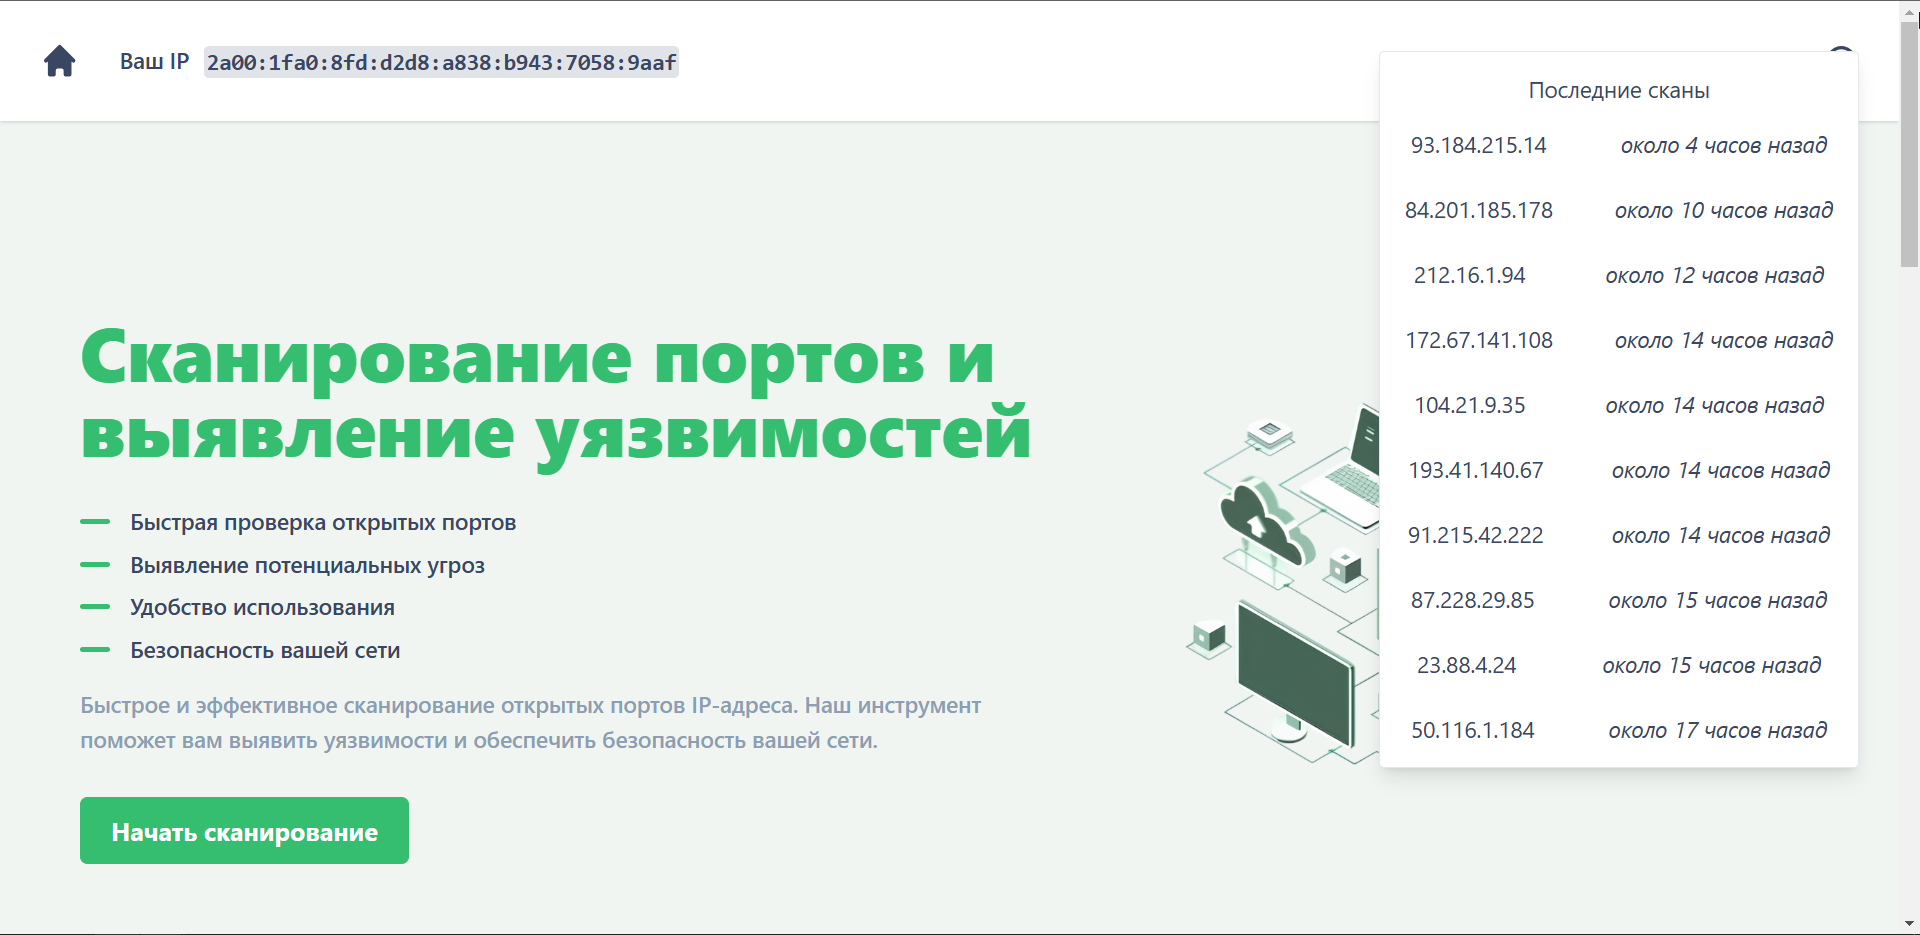 Ваш IP 2a00:1fa0:8fd:d2d8:a838:b943:7058:9aaf
Последние сканы
93.184.215.14 около 4 часов назад
84.201.185.178 около 10 часов назад
212.16.1.94 около 12 часов назад
172.67.141.108 около 14 часов назад
104.21.9.35 около 14 часов назад
193.41.140.67 около 14 часов назад
91.215.42.222 около 14 часов назад
87.228.29.85 около 15 часов назад
23.88.4.24 около 15 часов назад
50.116.1.184 около 17 часов назад
Сканирование портов и
выявление уязвимостей
Быстрая проверка открытых портов
Выявление потенциальных угроз
Удобство использования
Безопасность вашей сети
Быстрое и эффективное сканирование открытых портов IP-адреса. Наш инструмент
поможет вам выявить уязвимости и обеспечить безопасность вашей сети.
Начать сканирование